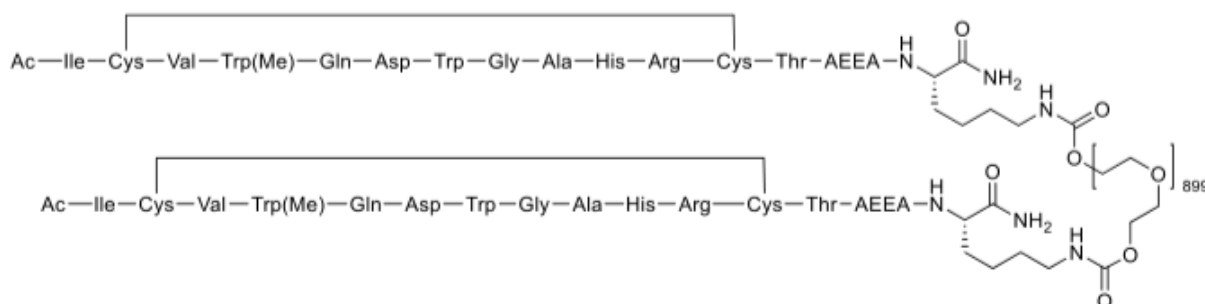 Ac—Ile—Cys—Val—Trp(Me)—Gln—Asp—Trp—Gly—Ala—His—Arg—Cys—Thr—AEEA—N H O NH2
H N O O O 899
Ac—Ile—Cys—Val—Trp(Me)—Gln—Asp—Trp—Gly—Ala—His—Arg—Cys—Thr—AEEA—N H O NH2
H N O O